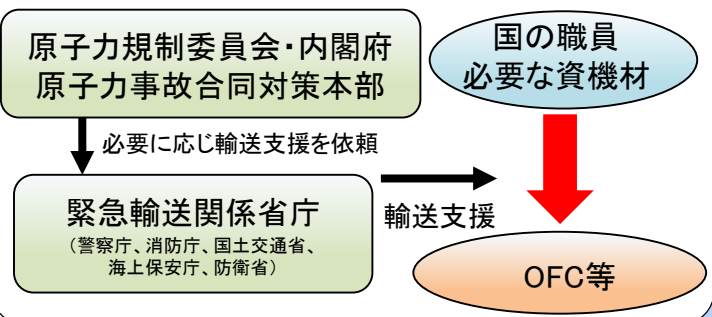 原子力規制委員会・内閣府
原子力事故合同対策本部
国の職員
必要な資機材
必要に応じ輸送支援を依頼
緊急輸送関係省庁
（警察庁、消防庁、国土交通省、
海上保安庁、防衛省）
輸送支援
OFC等